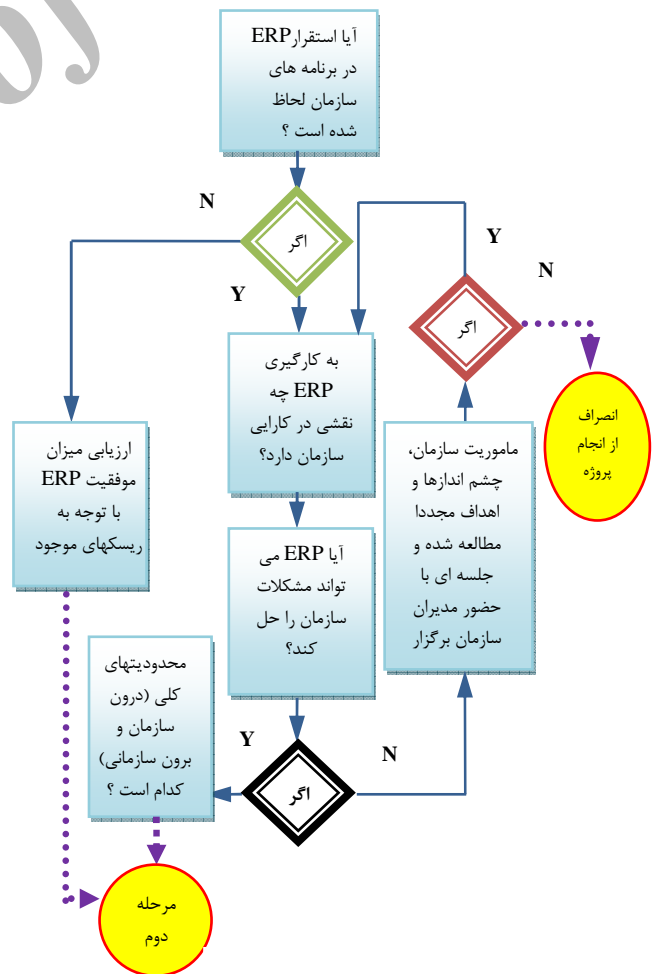 آیا استقرارERP
در برنامه های
سازمان لحاظ
شده است ؟
N
اگر
Y
Y
N
اگر
به کارگیری
ERP چه
نقشی در کارایی
سازمان دارد؟
انصراف
از انجام
پروژه
ارزیابی میزان
موفقیت ERP
با توجه به
ریسکهای موجود
ماموریت سازمان،
چشم اندازها و
اهداف مجددا
مطالعه شده و
جلسه ای با
حضور مدیران
سازمان برگزار
آیا ERP می
تواند مشکلات
سازمان را حل
کند؟
محدودیتهای
کلی (درون
سازمان و
برون سازمانی)
کدام است ؟
Y
N
اگر
مرحله
دوم